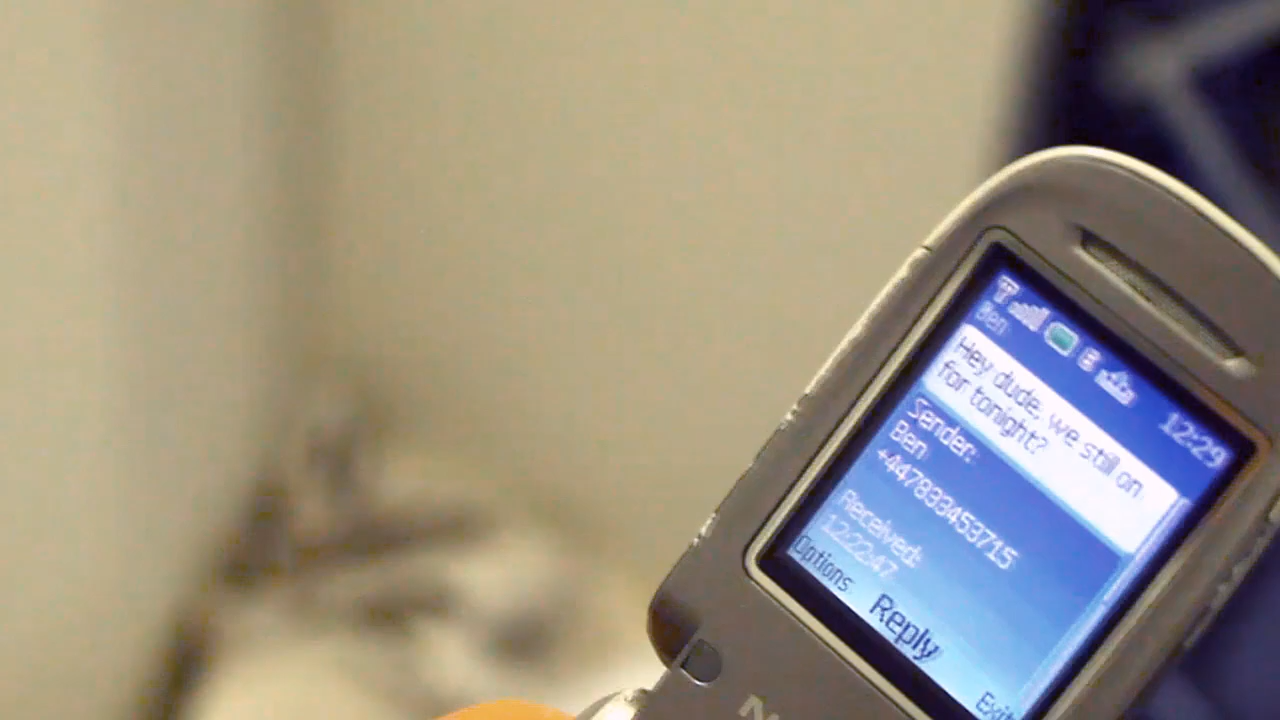 Ben
12:29
Hey dude, we still on
for tonight?
Sender:
Ben
+447833453715
Received:
12:22:47
Options
Reply
Exit